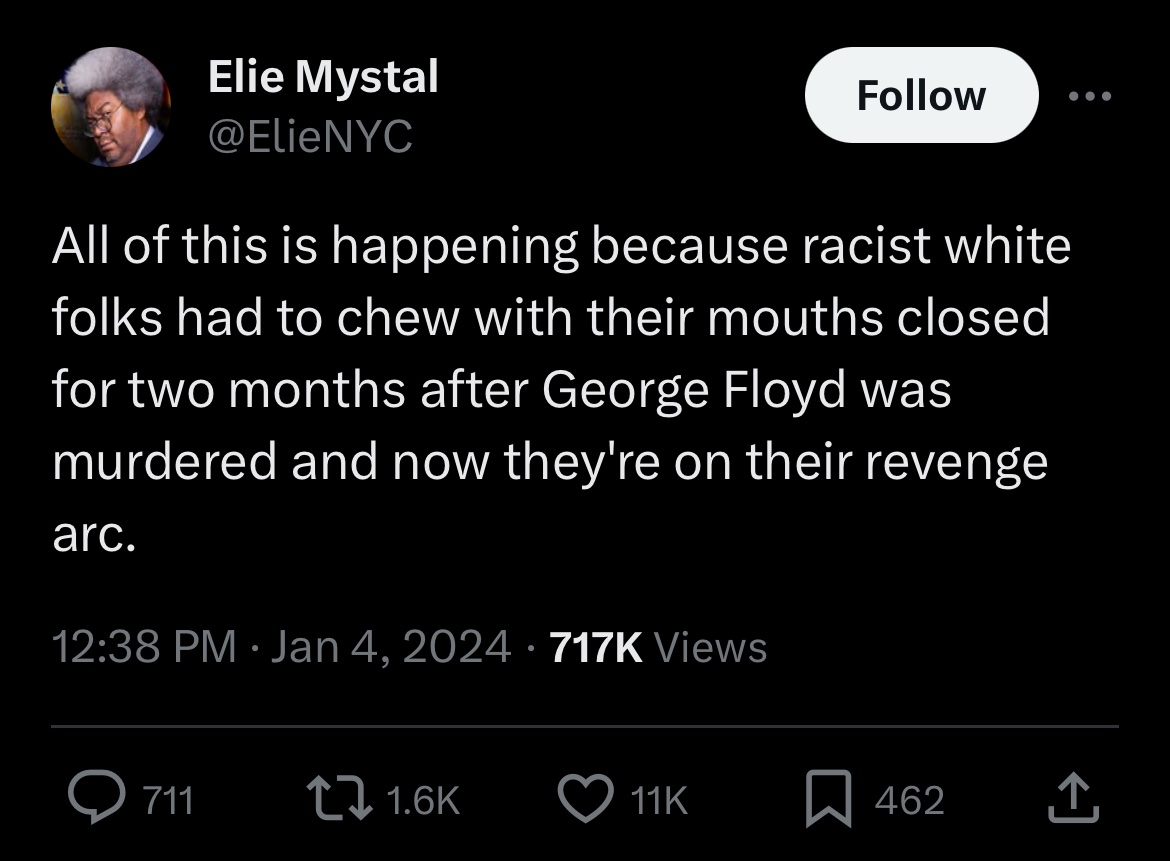 Elie Mystal
@ElieNYC
Follow
All of this is happening because racist white
folks had to chew with their mouths closed
for two months after George Floyd was
murdered and now they're on their revenge
arc.
12:38 PM · Jan 4, 2024 · 717K Views
711 1.6K 11K 462